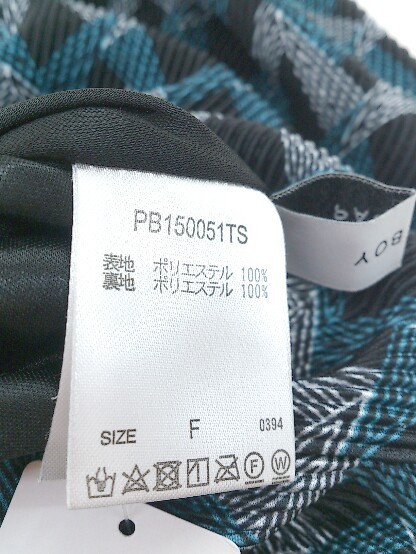 PB150051TS
表地 ポリエステル 100%
裏地 ポリエステル 100%
SIZE F 0394
F W
BOY